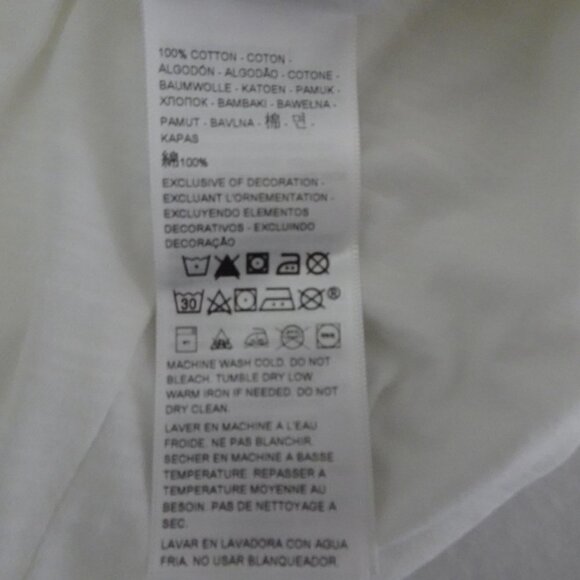 100% COTTON - COTON -
ALGODÓN - ALGODÃO - COTONE -
BAUMWOLLE - KATOEN - PAMUK -
ХЛОПОК - BAMBAKI - BAWEŁNA -
PAMUT - BAVLNA - 棉 - 면 -
KAPAS
綿100%
EXCLUSIVE OF DECORATION -
EXCLUANT L'ORNEMENTATION -
EXCLUYENDO ELEMENTOS
DECORATIVOS - EXCLUINDO
DECORAÇÃO
30 ®
MACHINE WASH COLD. DO NOT
BLEACH. TUMBLE DRY LOW
WARM IRON IF NEEDED. DO NOT
DRY CLEAN.
LAVER EN MACHINE A L'EAU
FROIDE. NE PAS BLANCHIR.
SECHER EN MACHINE A BASSE
TEMPERATURE. REPASSER A
TEMPERATURE MOYENNE AU
BESOIN. PAS DE NETTOYAGE A
SEC.
LAVAR EN LAVADORA CON AGUA
FRIA. NO USAR BLANQUEADOR.